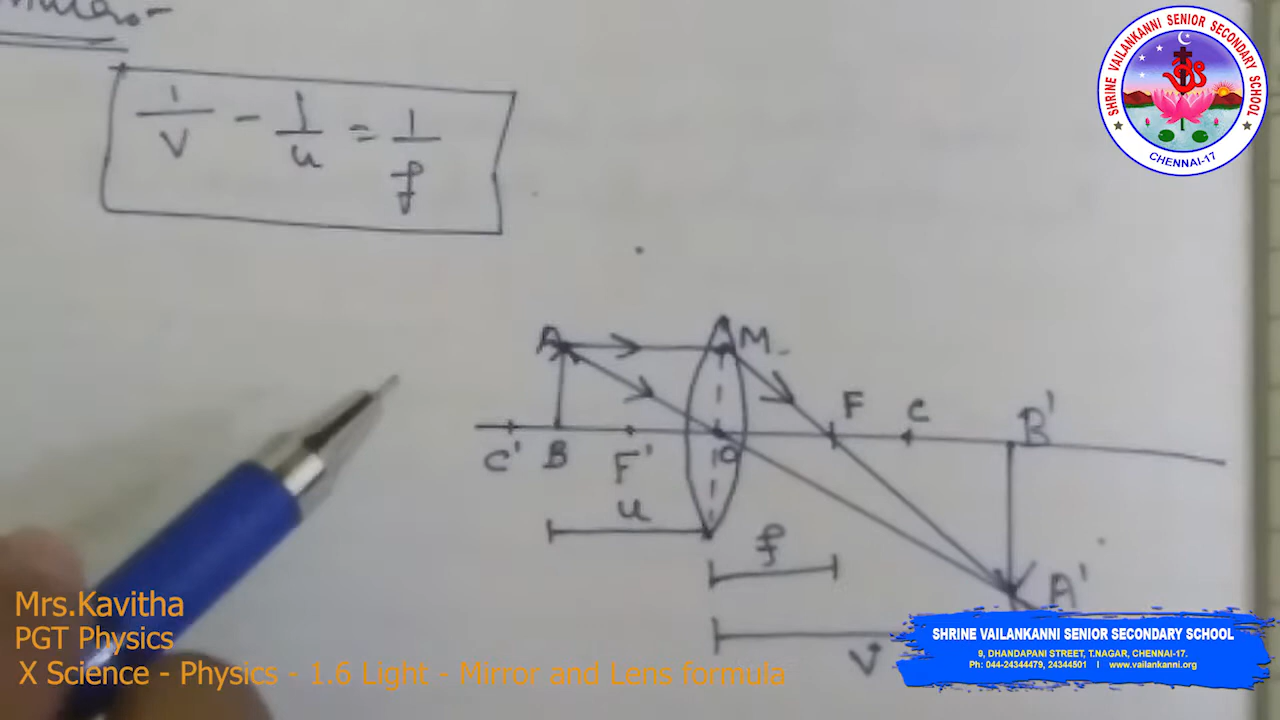 1/v - 1/u = 1/f
A M
F C B'
C' B F' O
u
f
A'
v
SHRINE VAILANKANNI SENIOR SECONDARY SCHOOL
CHENNAI-17
Mrs.Kavitha
PGT Physics
X Science - Physics - 1.6 Light - Mirror and Lens formula
SHRINE VAILANKANNI SENIOR SECONDARY SCHOOL
9, DHANDAPANI STREET, T.NAGAR, CHENNAI-17.
Ph: 044-24344479, 24344501 | www.vailankanni.org